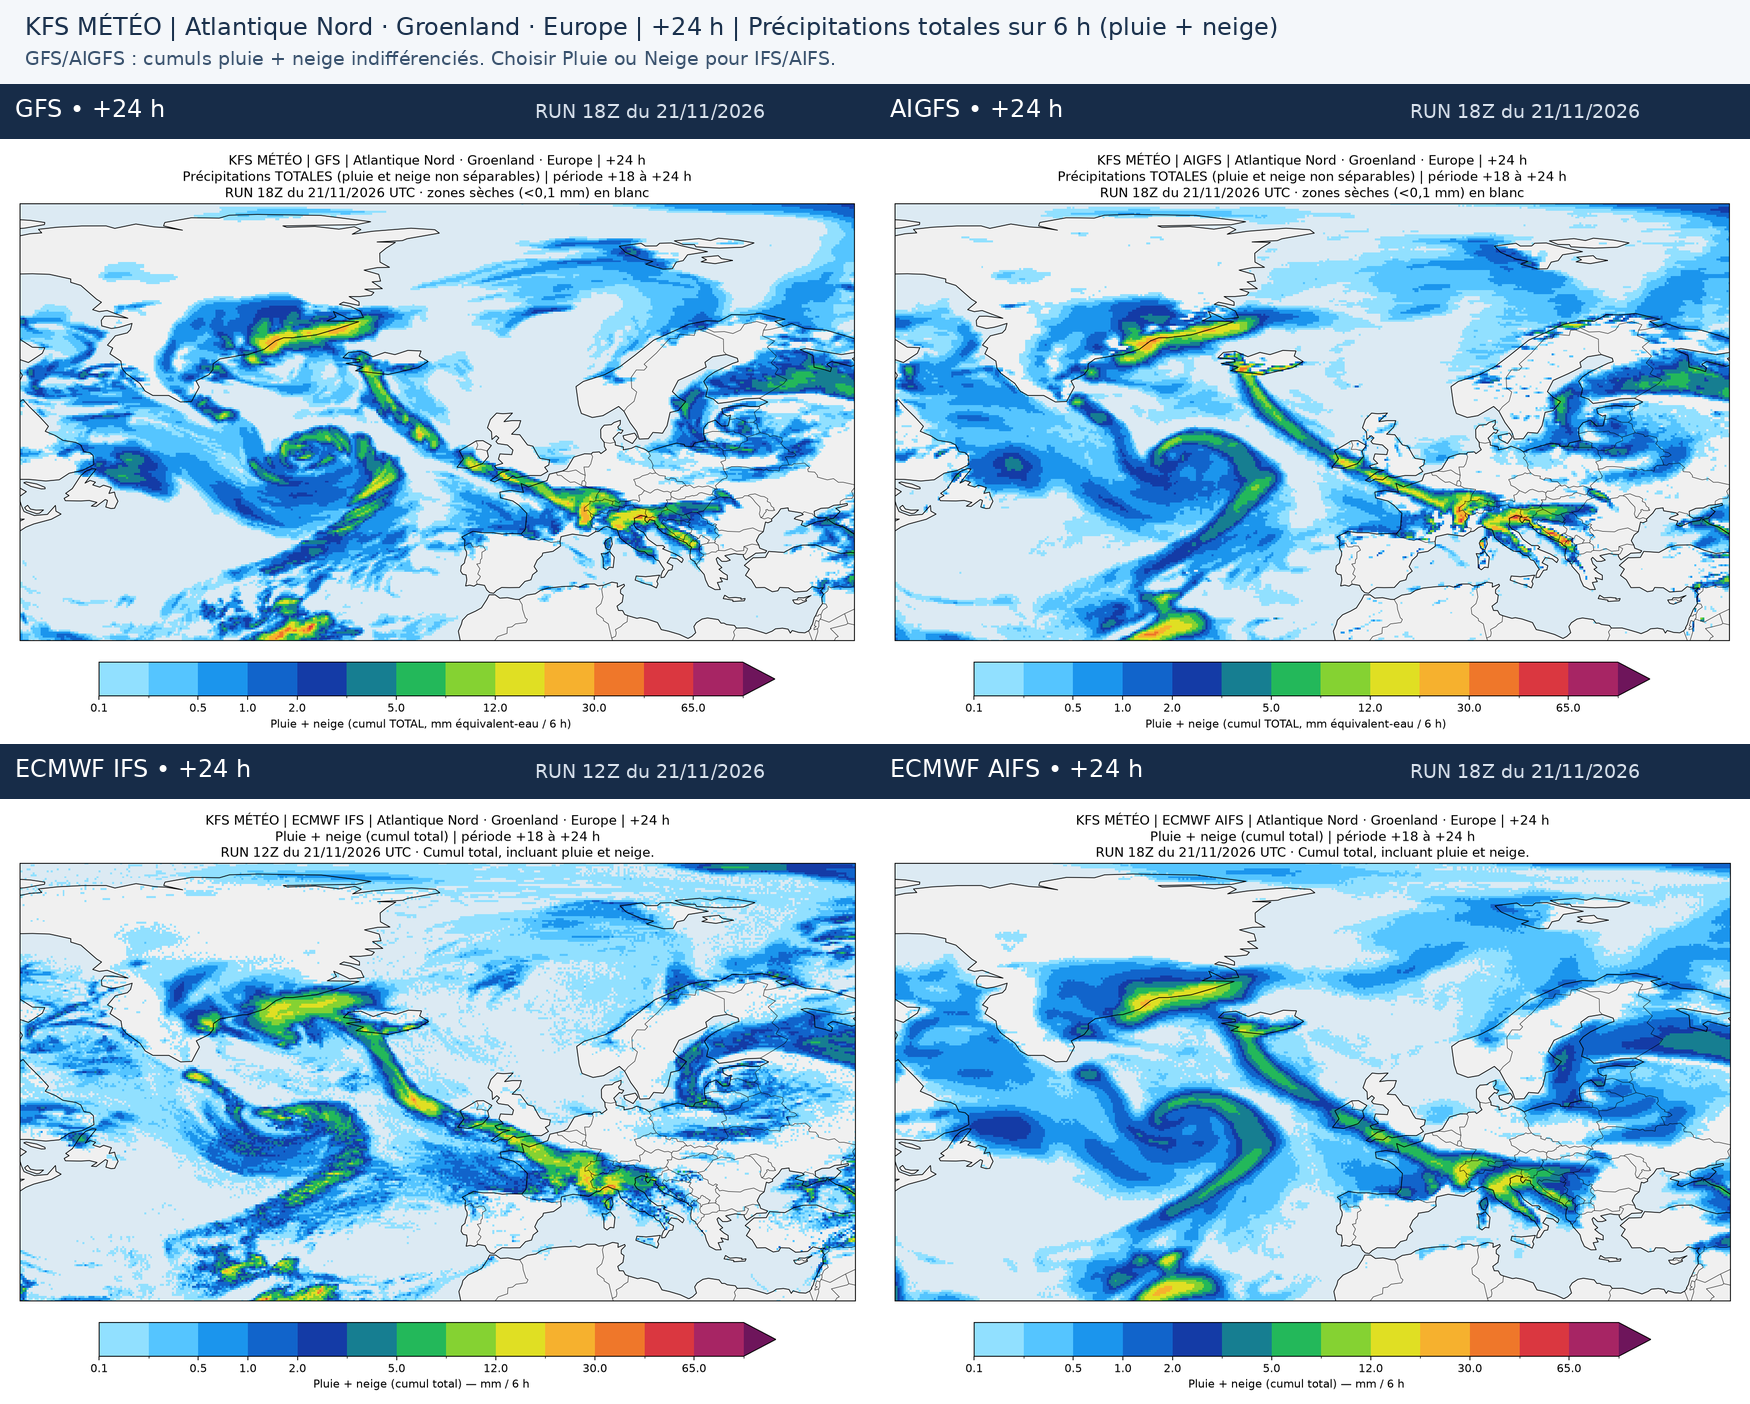 KFS MÉTÉO | Atlantique Nord · Groenland · Europe | +24 h | Précipitations totales sur 6 h (pluie + neige)
GFS/AIGFS : cumuls pluie + neige indifférenciés. Choisir Pluie ou Neige pour IFS/AIFS.
GFS • +24 h RUN 18Z du 21/11/2026
KFS MÉTÉO | GFS | Atlantique Nord · Groenland · Europe | +24 h
Précipitations TOTALES (pluie et neige non séparables) | période +18 à +24 h
RUN 18Z du 21/11/2026 UTC · zones sèches (<0,1 mm) en blanc
0.1 0.5 1.0 2.0 5.0 12.0 30.0 65.0
Pluie + neige (cumul TOTAL, mm équivalent-eau / 6 h)
AIGFS • +24 h RUN 18Z du 21/11/2026
KFS MÉTÉO | AIGFS | Atlantique Nord · Groenland · Europe | +24 h
Précipitations TOTALES (pluie et neige non séparables) | période +18 à +24 h
RUN 18Z du 21/11/2026 UTC · zones sèches (<0,1 mm) en blanc
0.1 0.5 1.0 2.0 5.0 12.0 30.0 65.0
Pluie + neige (cumul TOTAL, mm équivalent-eau / 6 h)
ECMWF IFS • +24 h RUN 12Z du 21/11/2026
KFS MÉTÉO | ECMWF IFS | Atlantique Nord · Groenland · Europe | +24 h
Pluie + neige (cumul total) | période +18 à +24 h
RUN 12Z du 21/11/2026 UTC · Cumul total, incluant pluie et neige.
0.1 0.5 1.0 2.0 5.0 12.0 30.0 65.0
Pluie + neige (cumul total) — mm / 6 h
ECMWF AIFS • +24 h RUN 18Z du 21/11/2026
KFS MÉTÉO | ECMWF AIFS | Atlantique Nord · Groenland · Europe | +24 h
Pluie + neige (cumul total) | période +18 à +24 h
RUN 18Z du 21/11/2026 UTC · Cumul total, incluant pluie et neige.
0.1 0.5 1.0 2.0 5.0 12.0 30.0 65.0
Pluie + neige (cumul total) — mm / 6 h